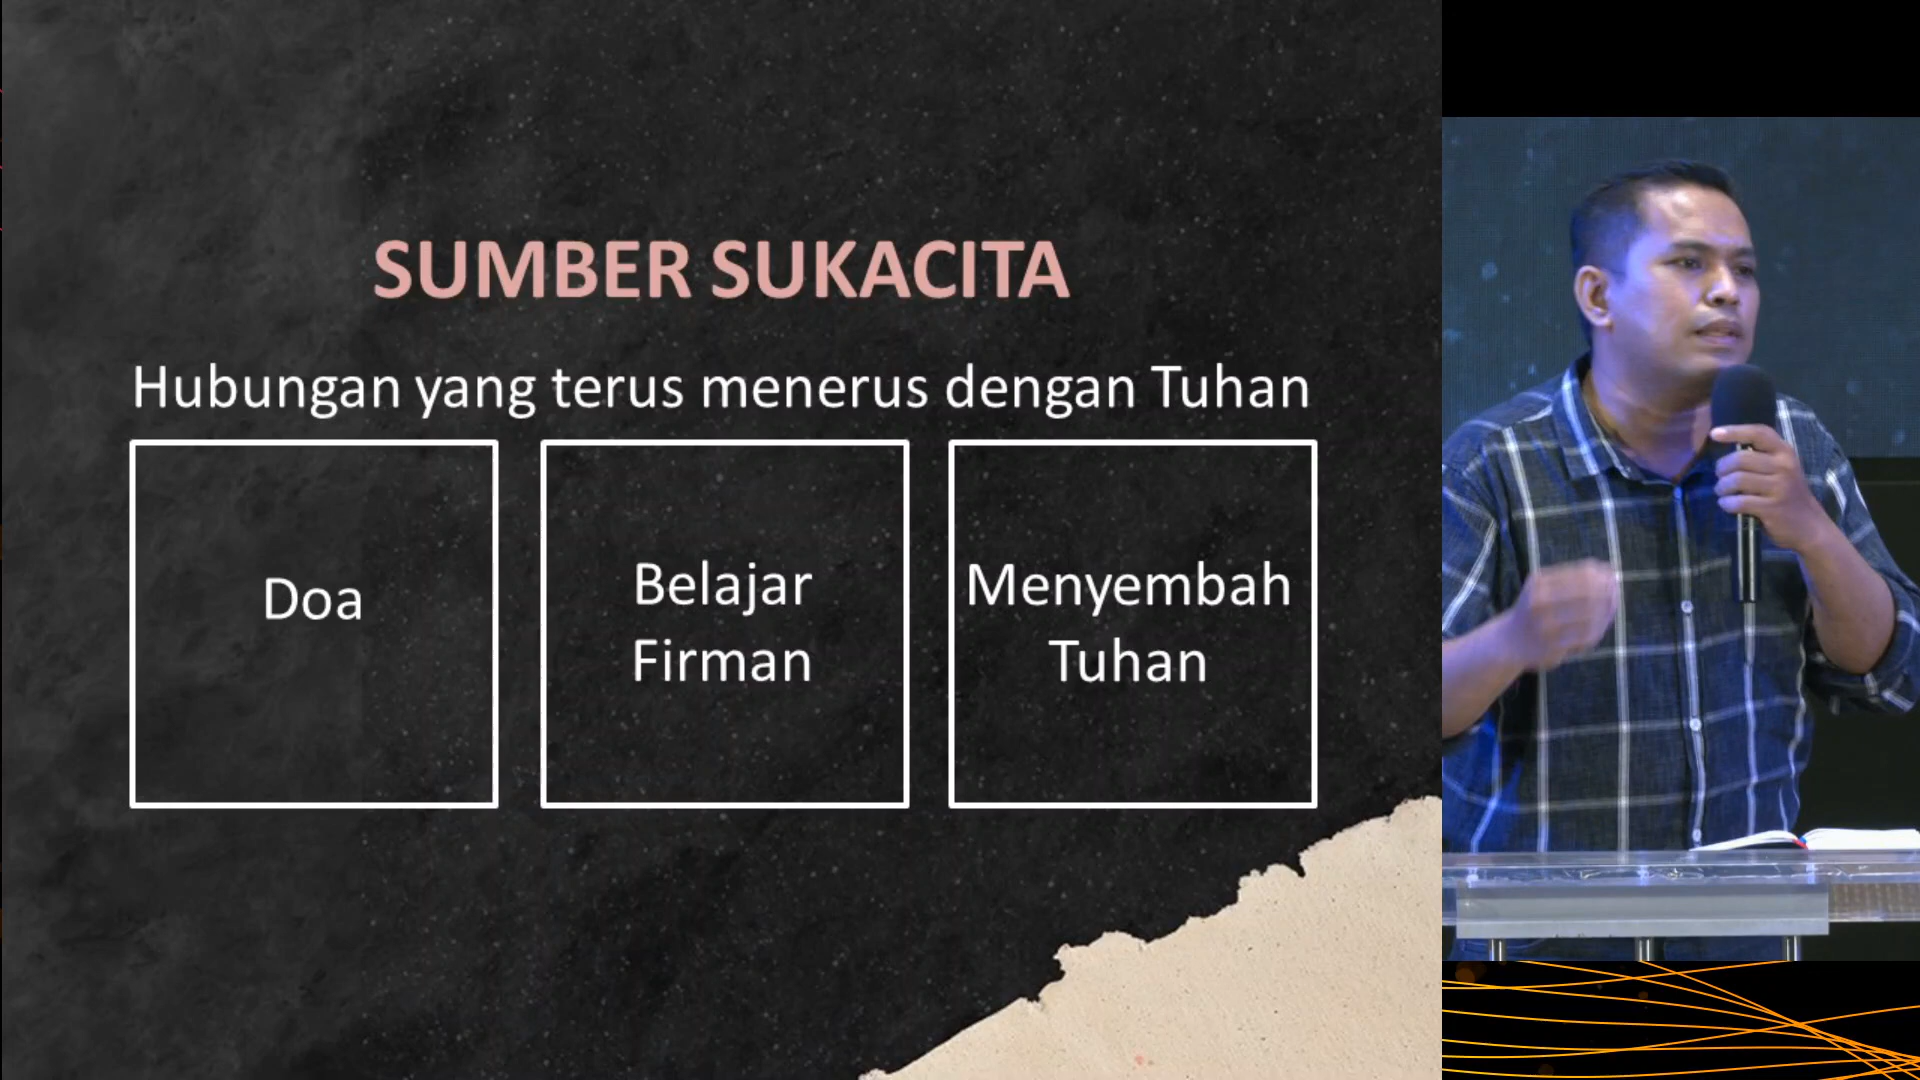 SUMBER SUKACITA
Hubungan yang terus menerus dengan Tuhan
Doa
Belajar
Firman
Menyembah
Tuhan